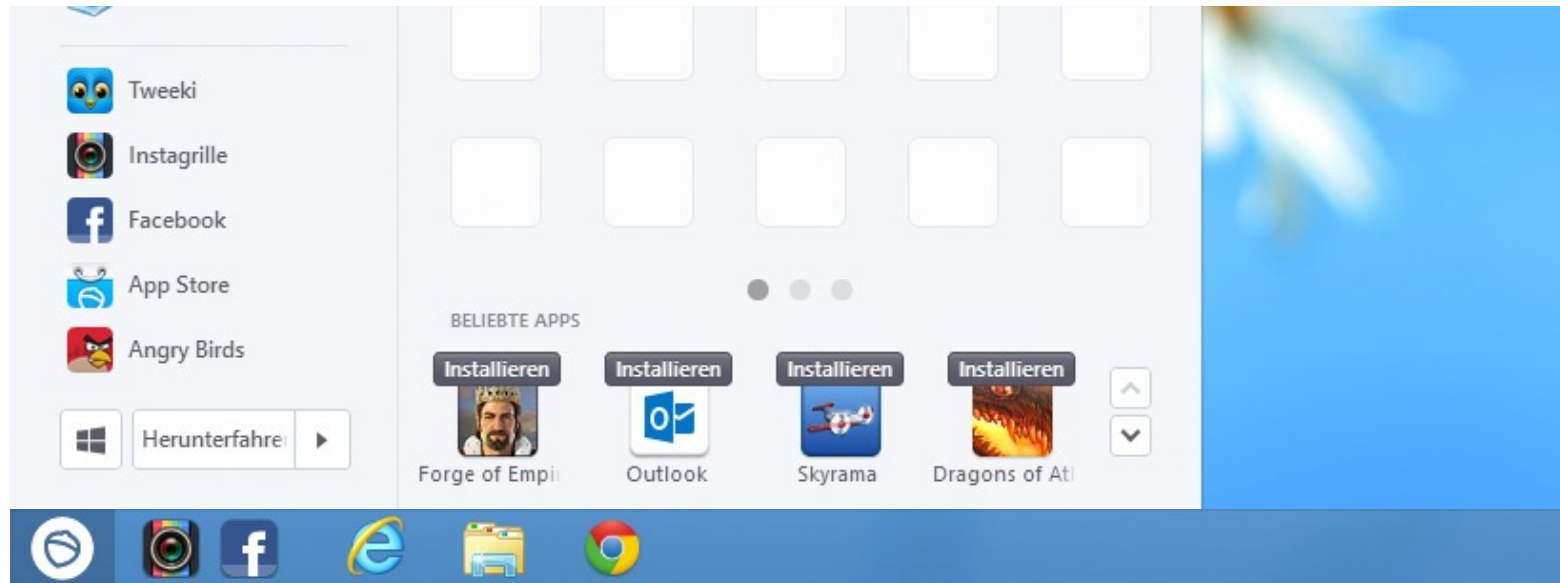 Tweeki
Instagrille
Facebook
App Store
Angry Birds
Herunterfahre
BELIEBTE APPS
Installieren
Installieren
Installieren
Installieren
Forge of Empi
Outlook
Skyrama
Dragons of Atl